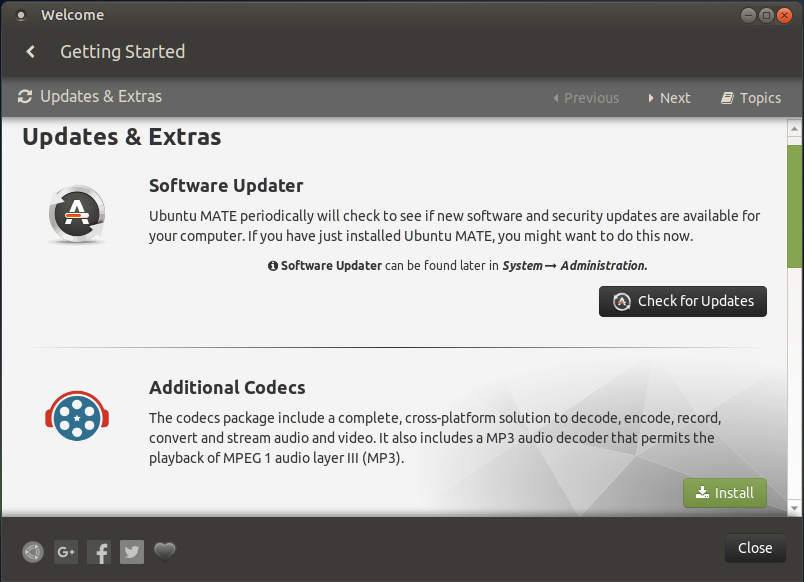 Welcome
Getting Started
Updates & Extras
Previous
Next
Topics
Updates & Extras
Software Updater
Ubuntu MATE periodically will check to see if new software and security updates are available for
your computer. If you have just installed Ubuntu MATE, you might want to do this now.
Software Updater can be found later in System→ Administration.
Check for Updates
Additional Codecs
The codecs package include a complete, cross-platform solution to decode, encode, record,
convert and stream audio and video. It also includes a MP3 audio decoder that permits the
playback of MPEG 1 audio layer III (MP3).
Install
G+
Close